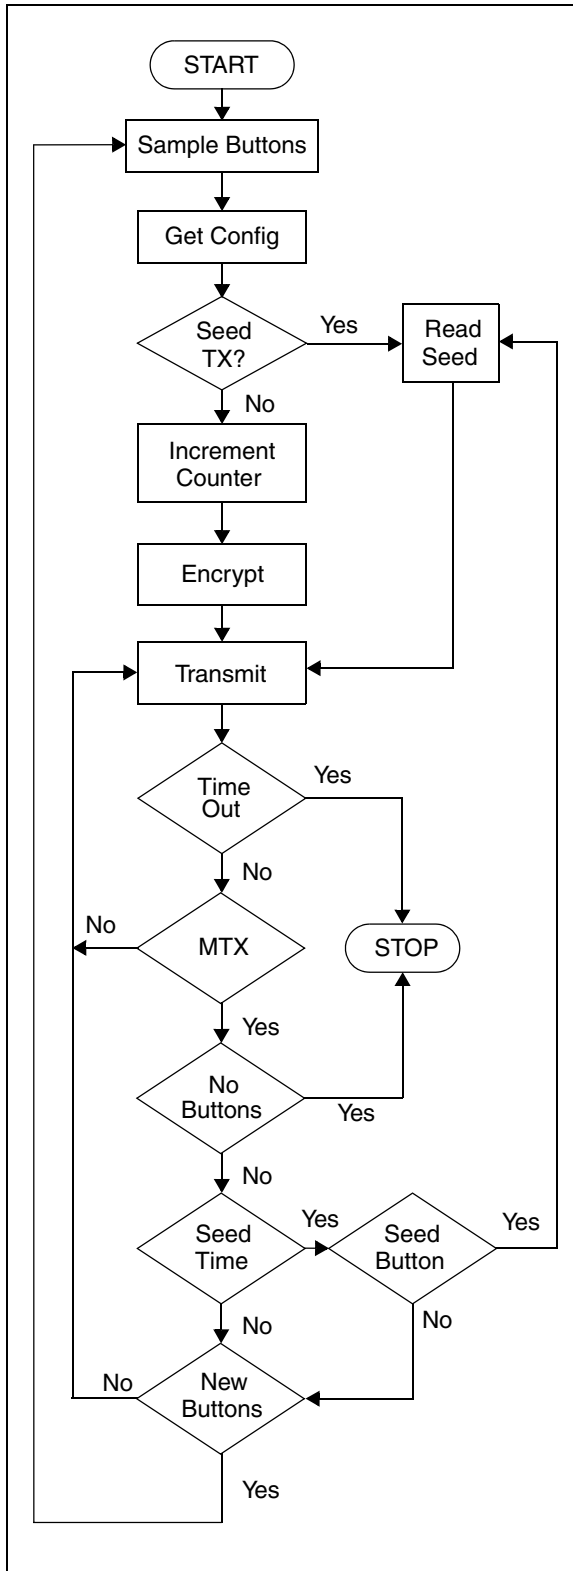 START
Sample Buttons
Get Config
Seed
TX?
Yes
Read
Seed
No
Increment
Counter
Encrypt
Transmit
Time
Out
Yes
No
No
MTX
STOP
Yes
No
Buttons
Yes
No
Seed
Time
Yes
Seed
Button
Yes
No
No
No
New
Buttons
Yes